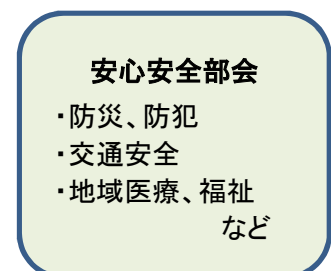 安心安全部会
・防災、防犯
・交通安全
・地域医療、福祉
など